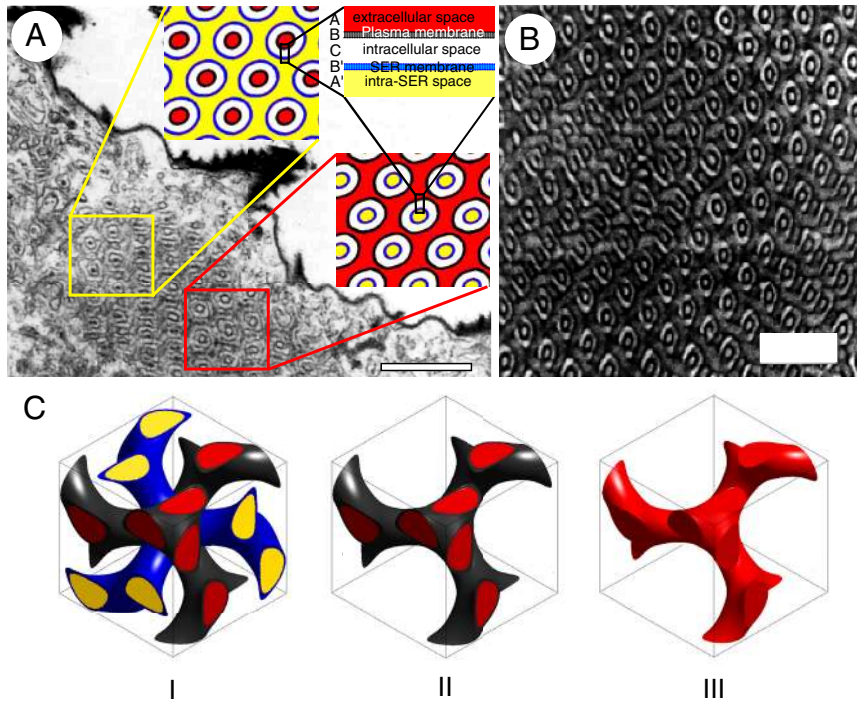 A
A extracellular space
B Plasma membrane
C intracellular space
B' SER membrane
A' intra-SER space
B
C
I
II
III